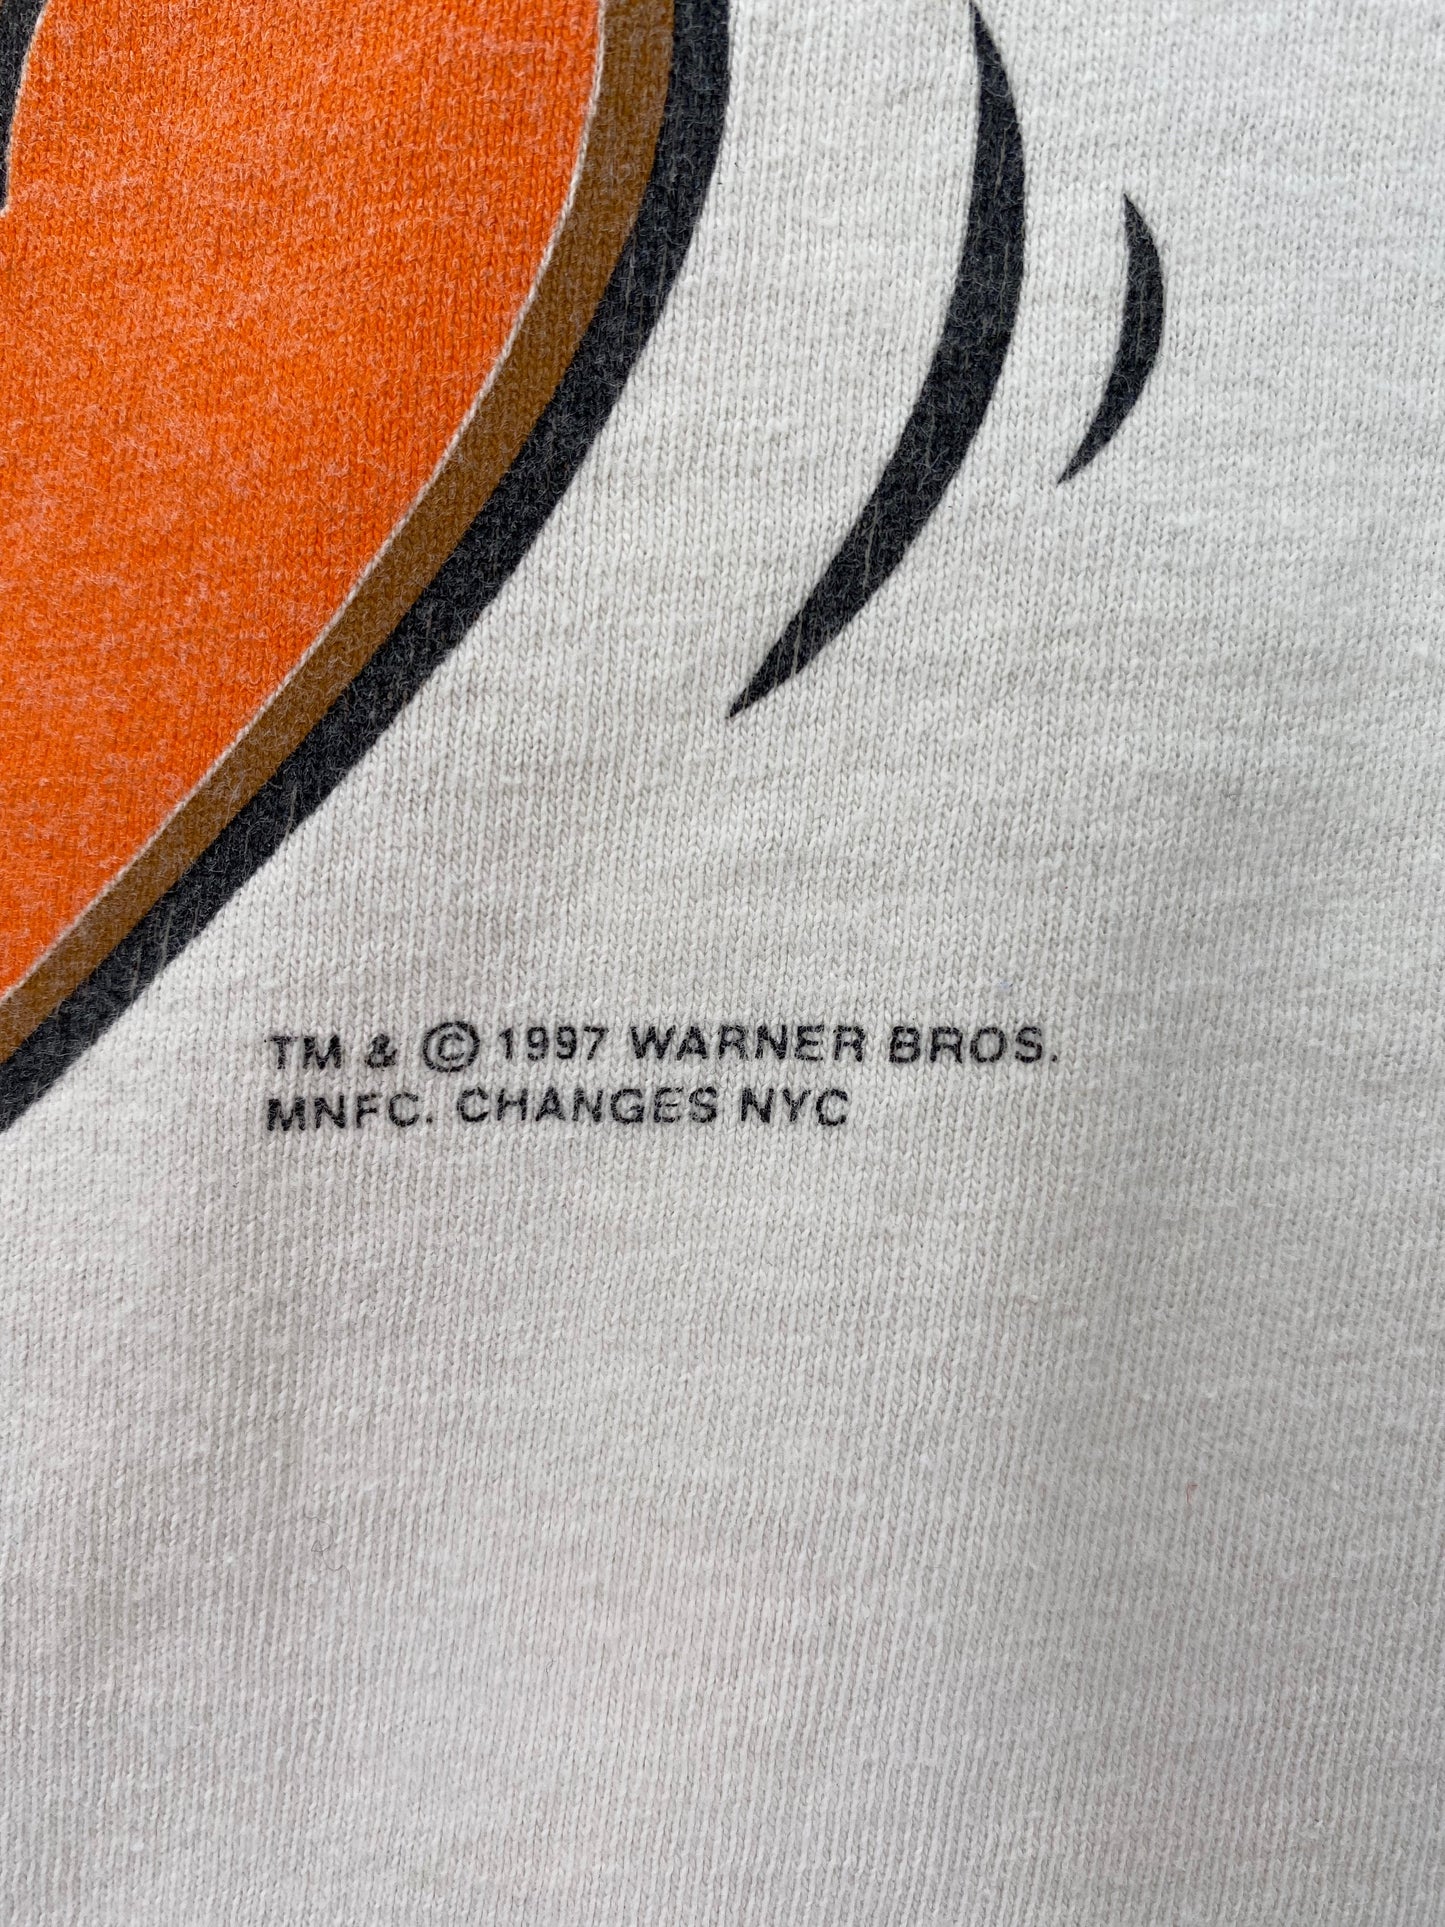 TM & © 1997 WARNER BROS.
MNFC. CHANGES NYC